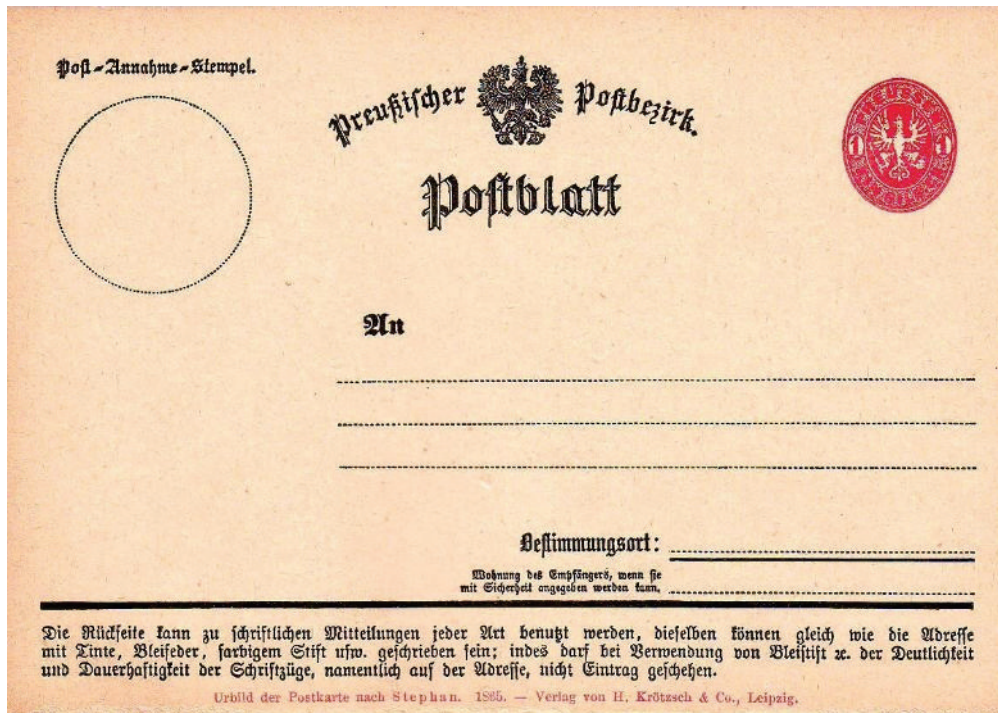 Post-Annahme-Stempel.
Preußischer Postbezirk.
Postblatt
1 1
An
Bestimmungsort:
Wohnung des Empfängers, wenn sie
mit Sicherheit angegeben werden kann.
Die Rückseite kann zu schriftlichen Mitteilungen jeder Art benutzt werden, dieselben können gleich wie die Adresse
mit Tinte, Bleifeder, farbigem Stift usw. geschrieben sein; indes darf bei Verwendung von Bleistift ꝛc. der Deutlichkeit
und Dauerhaftigkeit der Schriftzüge, namentlich auf der Adresse, nicht Eintrag geschehen.
Urbild der Postkarte nach Stephan. 1865. — Verlag von H. Krötzsch & Co., Leipzig.